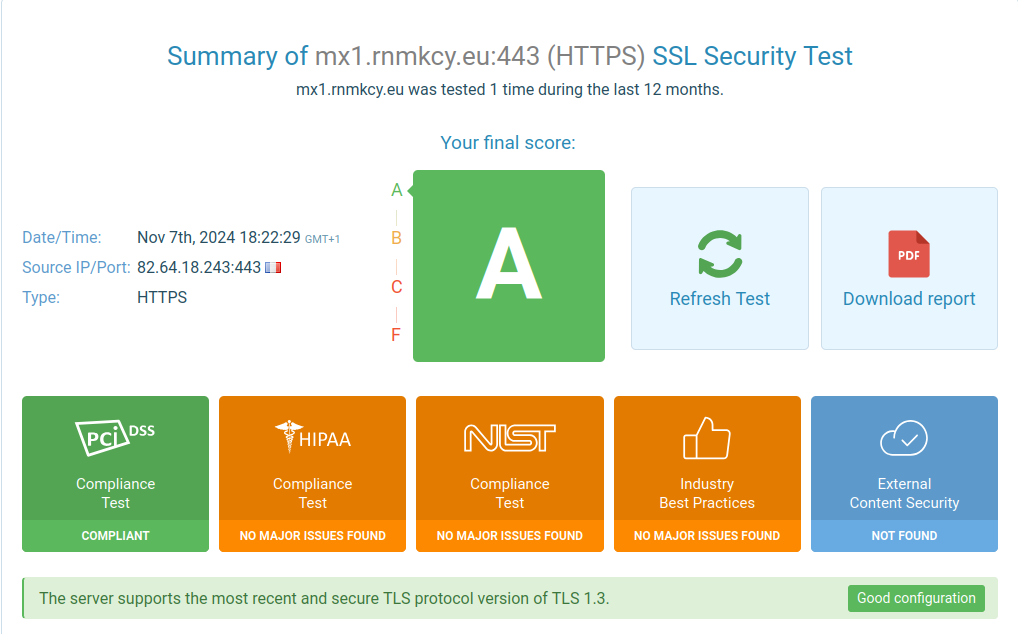 Summary of mx1.rnmkcy.eu:443 (HTTPS) SSL Security Test
mx1.rnmkcy.eu was tested 1 time during the last 12 months.
Your final score:
Date/Time: Nov 7th, 2024 18:22:29 GMT+1
Source IP/Port: 82.64.18.243:443
Type: HTTPS
A
B
C
F
A
Refresh Test
PDF
Download report
PCi DSS
Compliance
Test
COMPLIANT
HIPAA
Compliance
Test
NO MAJOR ISSUES FOUND
NIST
Compliance
Test
NO MAJOR ISSUES FOUND
Industry
Best Practices
NO MAJOR ISSUES FOUND
External
Content Security
NOT FOUND
The server supports the most recent and secure TLS protocol version of TLS 1.3.
Good configuration